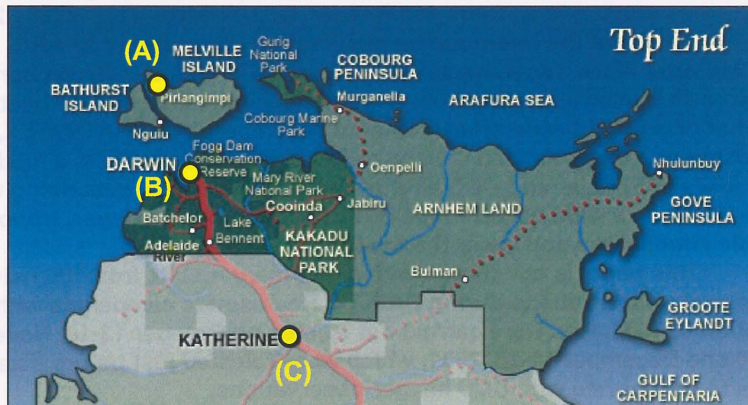 Top End
(A)
MELVILLE
ISLAND
BATHURST
ISLAND
Pirlangimpi
Nguiu
Gurig
National
Park
COBOURG
PENINSULA
Murganella
Cobourg Marine
Park
ARAFURA SEA
DARWIN
(B)
Fogg Dam
Conservation
Reserve
Mary River
National Park
Oenpelli
Nhulunbuy
GOVE
PENINSULA
Cooinda
Jabiru
ARNHEM LAND
Batchelor
Lake
Bennent
Adelaide
River
KAKADU
NATIONAL
PARK
Bulman
GROOTE
EYLANDT
KATHERINE
(C)
GULF OF
CARPENTARIA